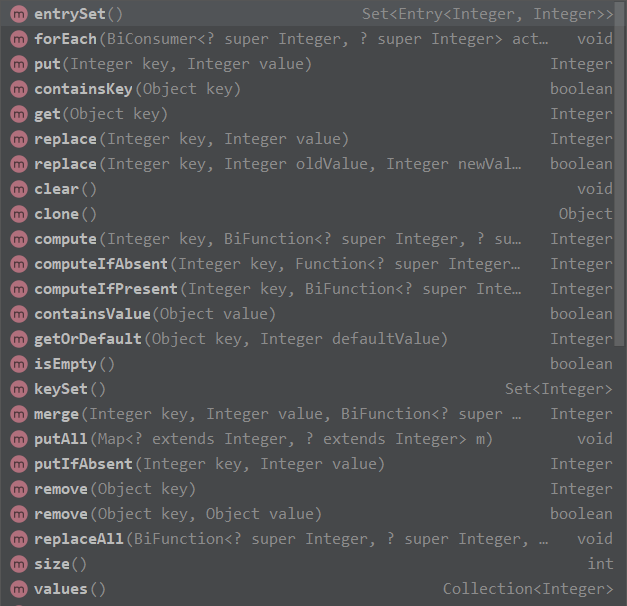 m entrySet() Set<Entry<Integer, Integer>>
m forEach(BiConsumer<? super Integer, ? super Integer> act… void
m put(Integer key, Integer value) Integer
m containsKey(Object key) boolean
m get(Object key) Integer
m replace(Integer key, Integer value) Integer
m replace(Integer key, Integer oldValue, Integer newVal… boolean
m clear() void
m clone() Object
m compute(Integer key, BiFunction<? super Integer, ? su… Integer
m computeIfAbsent(Integer key, Function<? super Integer… Integer
m computeIfPresent(Integer key, BiFunction<? super Inte… Integer
m containsValue(Object value) boolean
m getOrDefault(Object key, Integer defaultValue) Integer
m isEmpty() boolean
m keySet() Set<Integer>
m merge(Integer key, Integer value, BiFunction<? super … Integer
m putAll(Map<? extends Integer, ? extends Integer> m) void
m putIfAbsent(Integer key, Integer value) Integer
m remove(Object key) Integer
m remove(Object key, Object value) boolean
m replaceAll(BiFunction<? super Integer, ? super Integer, … void
m size() int
m values() Collection<Integer>